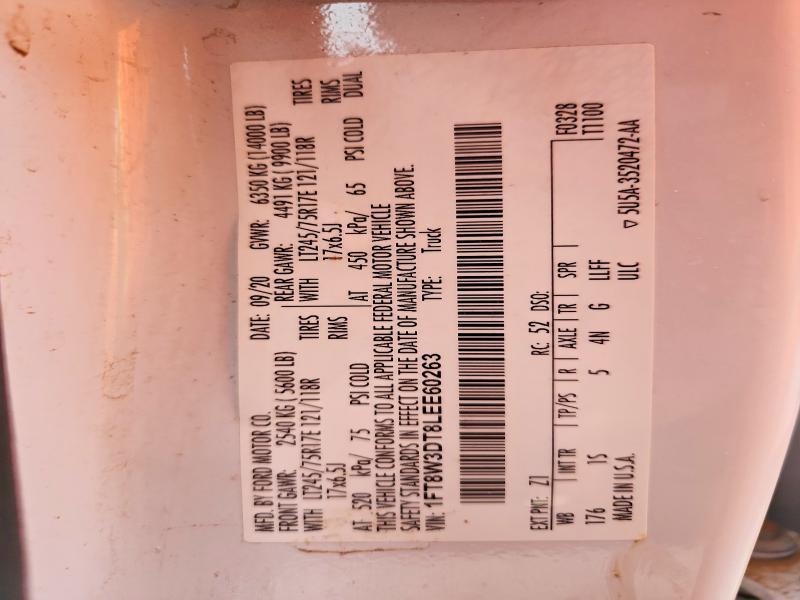 MFD. BY FORD MOTOR CO.
DATE: 09/20 GVWR: 6350 KG (14000 LB)
FRONT GAWR: 2540 KG (5600 LB) REAR GAWR: 4491 KG (9900 LB)
WITH LT245/75R17E 121/118R TIRES WITH LT245/75R17E 121/118R TIRES
17x6.5J RIMS 17x6.5J RIMS
AT 520 kPa/ 75 PSI COLD AT 450 kPa/ 65 PSI COLD DUAL
THIS VEHICLE CONFORMS TO ALL APPLICABLE FEDERAL MOTOR VEHICLE
SAFETY STANDARDS IN EFFECT ON THE DATE OF MANUFACTURE SHOWN ABOVE.
VIN: 1FT8W3DT8LEE60263 TYPE: Truck
EXT PNT: Z1 RC: 52 DSO: F0328
WB INT TR TP/PS R AXLE TR SPR T1100
176 1S 5 4N G LLFF
MADE IN U.S.A. ULC ▽ 5U5A-3520472-AA